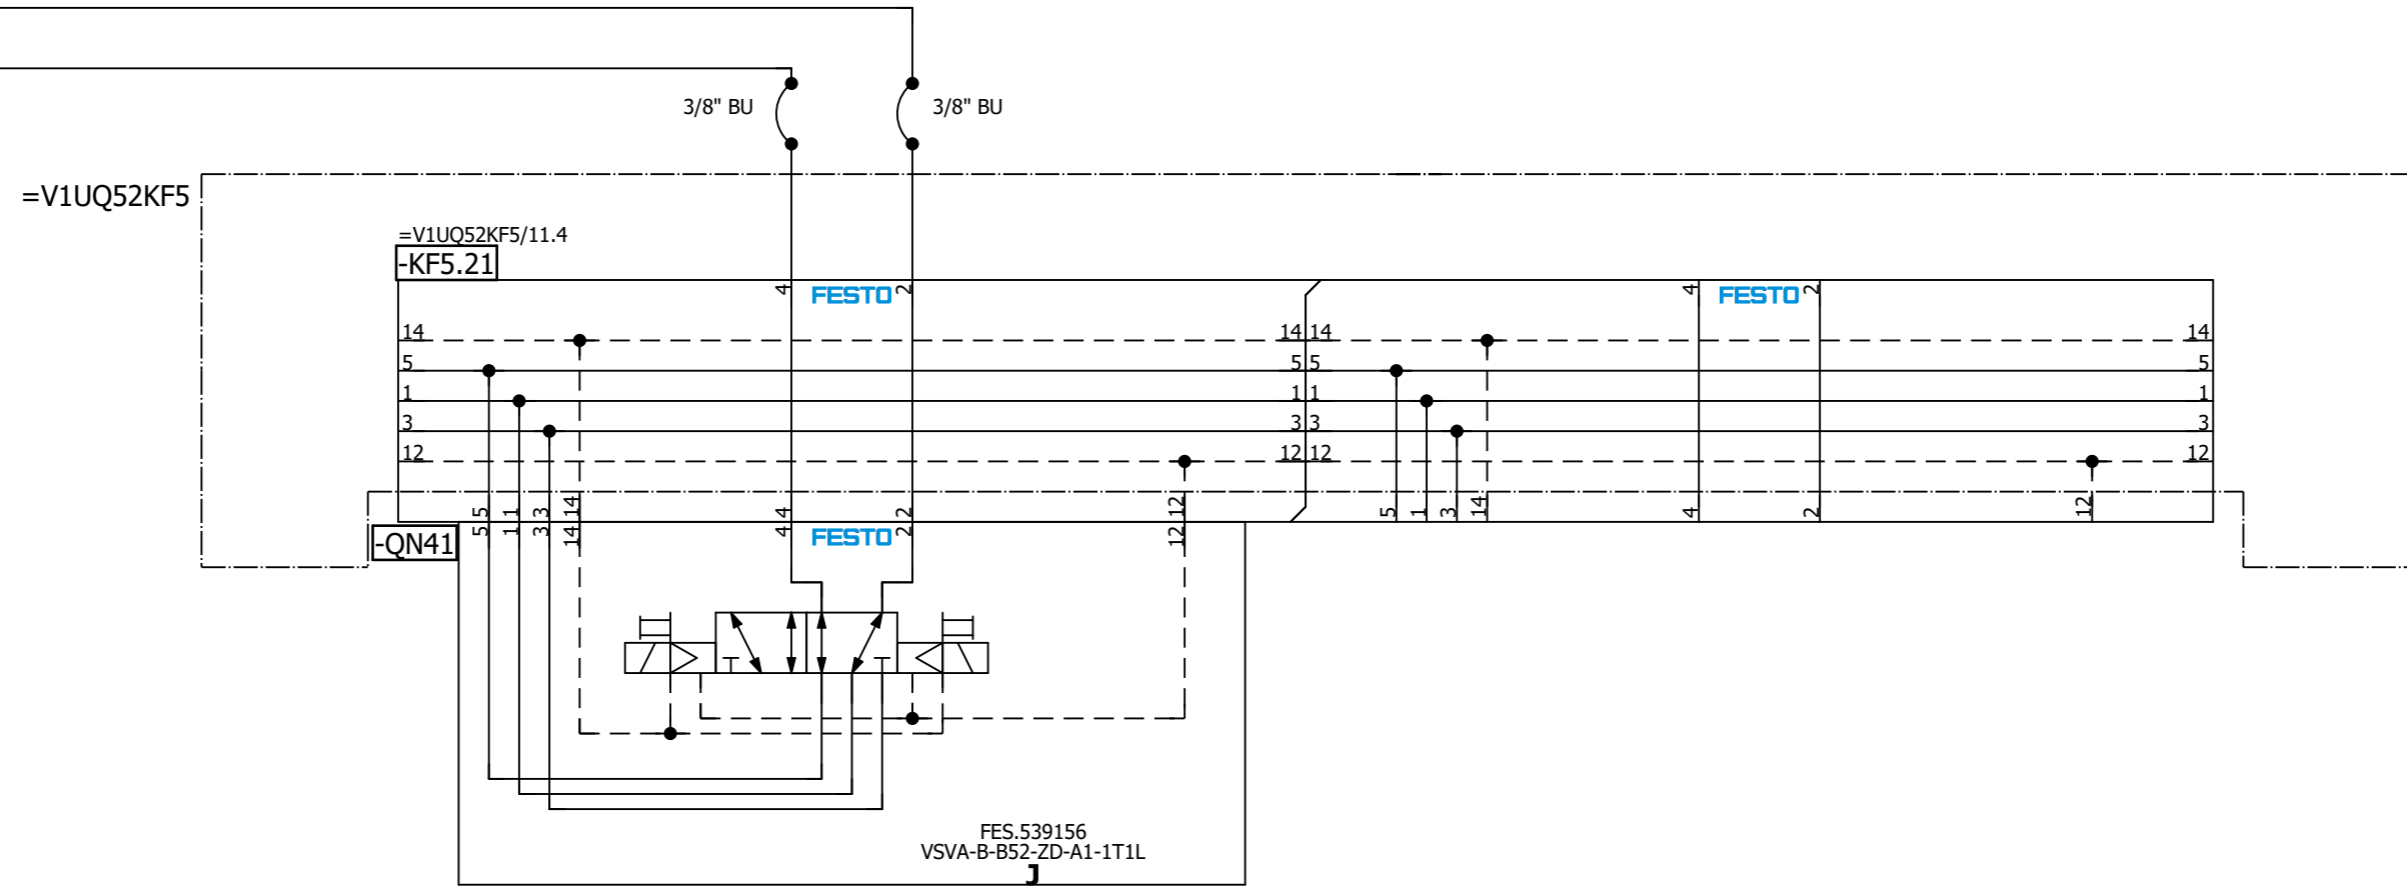 3/8" BU
3/8" BU
=V1UQ52KF5
=V1UQ52KF5/11.4
-KF5.21
4 FESTO 2
4 FESTO 2
14 14 14 14
5 5 5 5
1 1 1 1
3 3 3 3
12 12 12 12
5 1 3 14 4 2 12
5 1 3 14 4 2 12
-QN41
5 1 3 14 4 FESTO 2 12
FES.539156
VSVA-B-B52-ZD-A1-1T1L
J